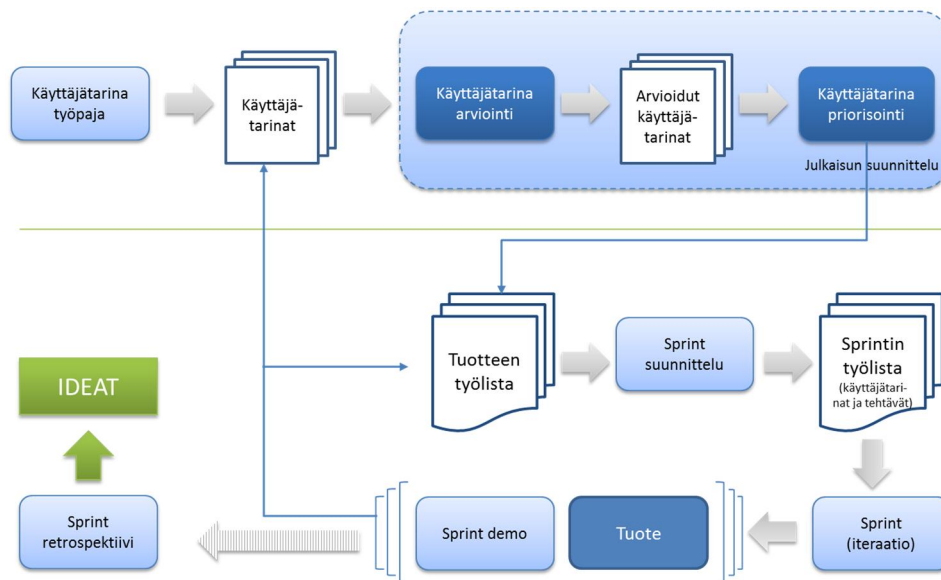 Käyttäjätarina
työpaja
Käyttäjä-
tarinat
Käyttäjätarina
arviointi
Arvioidut
käyttäjä-
tarinat
Käyttäjätarina
priorisointi
Julkaisun suunnittelu
Tuotteen
työlista
Sprint
suunnittelu
Sprintin
työlista
(käyttäjätari-
nat ja tehtävät)
IDEAT
Sprint
retrospektiivi
Sprint demo
Tuote
Sprint
(iteraatio)